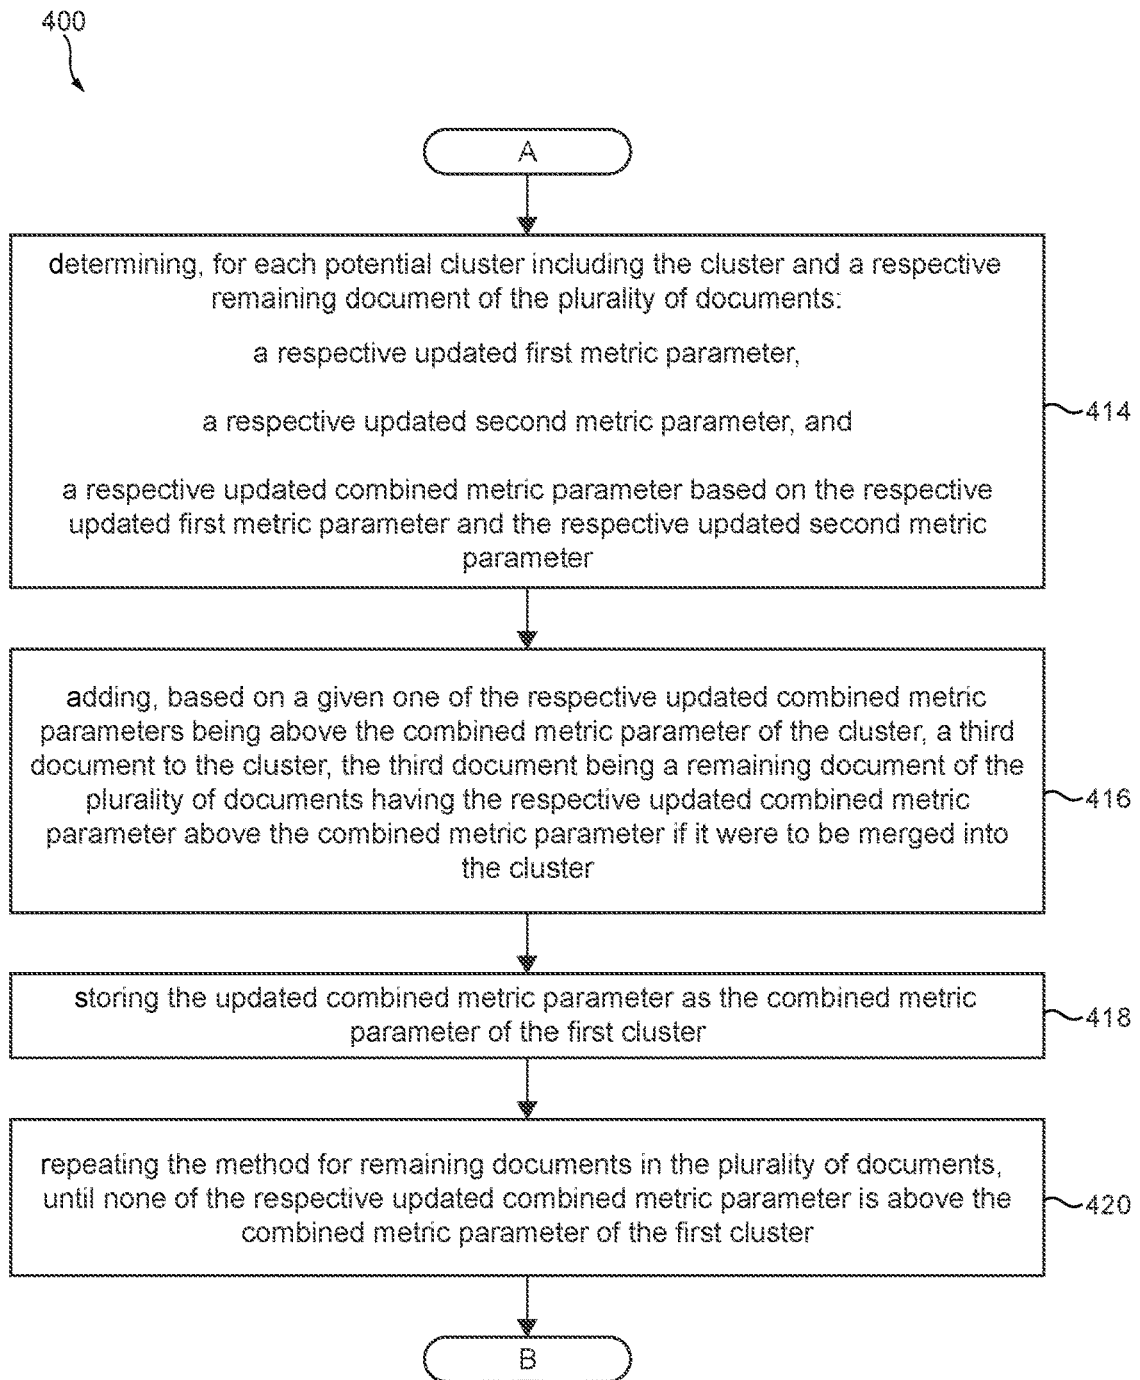 400
A
determining, for each potential cluster including the cluster and a respective
remaining document of the plurality of documents:
a respective updated first metric parameter,
a respective updated second metric parameter, and
a respective updated combined metric parameter based on the respective
updated first metric parameter and the respective updated second metric
parameter
414
adding, based on a given one of the respective updated combined metric
parameters being above the combined metric parameter of the cluster, a third
document to the cluster, the third document being a remaining document of the
plurality of documents having the respective updated combined metric
parameter above the combined metric parameter if it were to be merged into
the cluster
416
storing the updated combined metric parameter as the combined metric
parameter of the first cluster
418
repeating the method for remaining documents in the plurality of documents,
until none of the respective updated combined metric parameter is above the
combined metric parameter of the first cluster
420
B